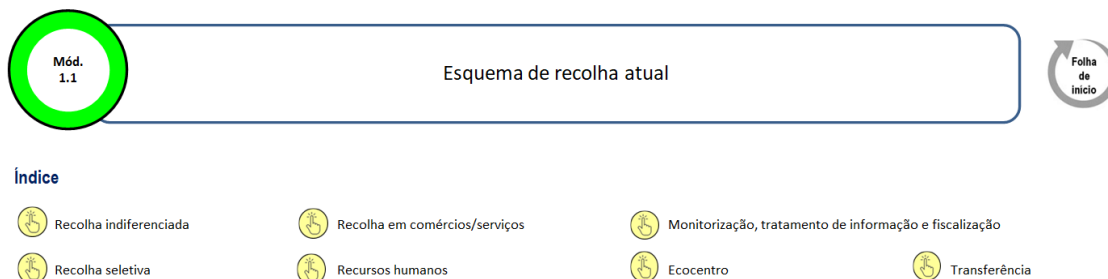 Mód.
1.1
Esquema de recolha atual
Folha
de
inicio
Índice
Recolha indiferenciada
Recolha em comércios/serviços
Monitorização, tratamento de informação e fiscalização
Recolha seletiva
Recursos humanos
Ecocentro
Transferência